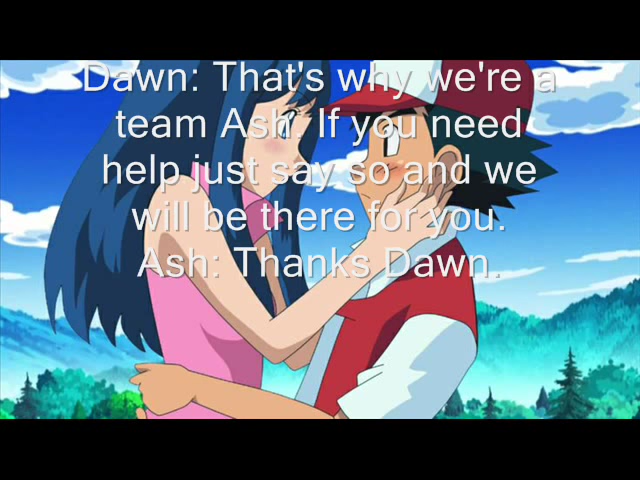 Dawn: That's why we're a
team Ash. If you need
help just say so and we
will be there for you.
Ash: Thanks Dawn.